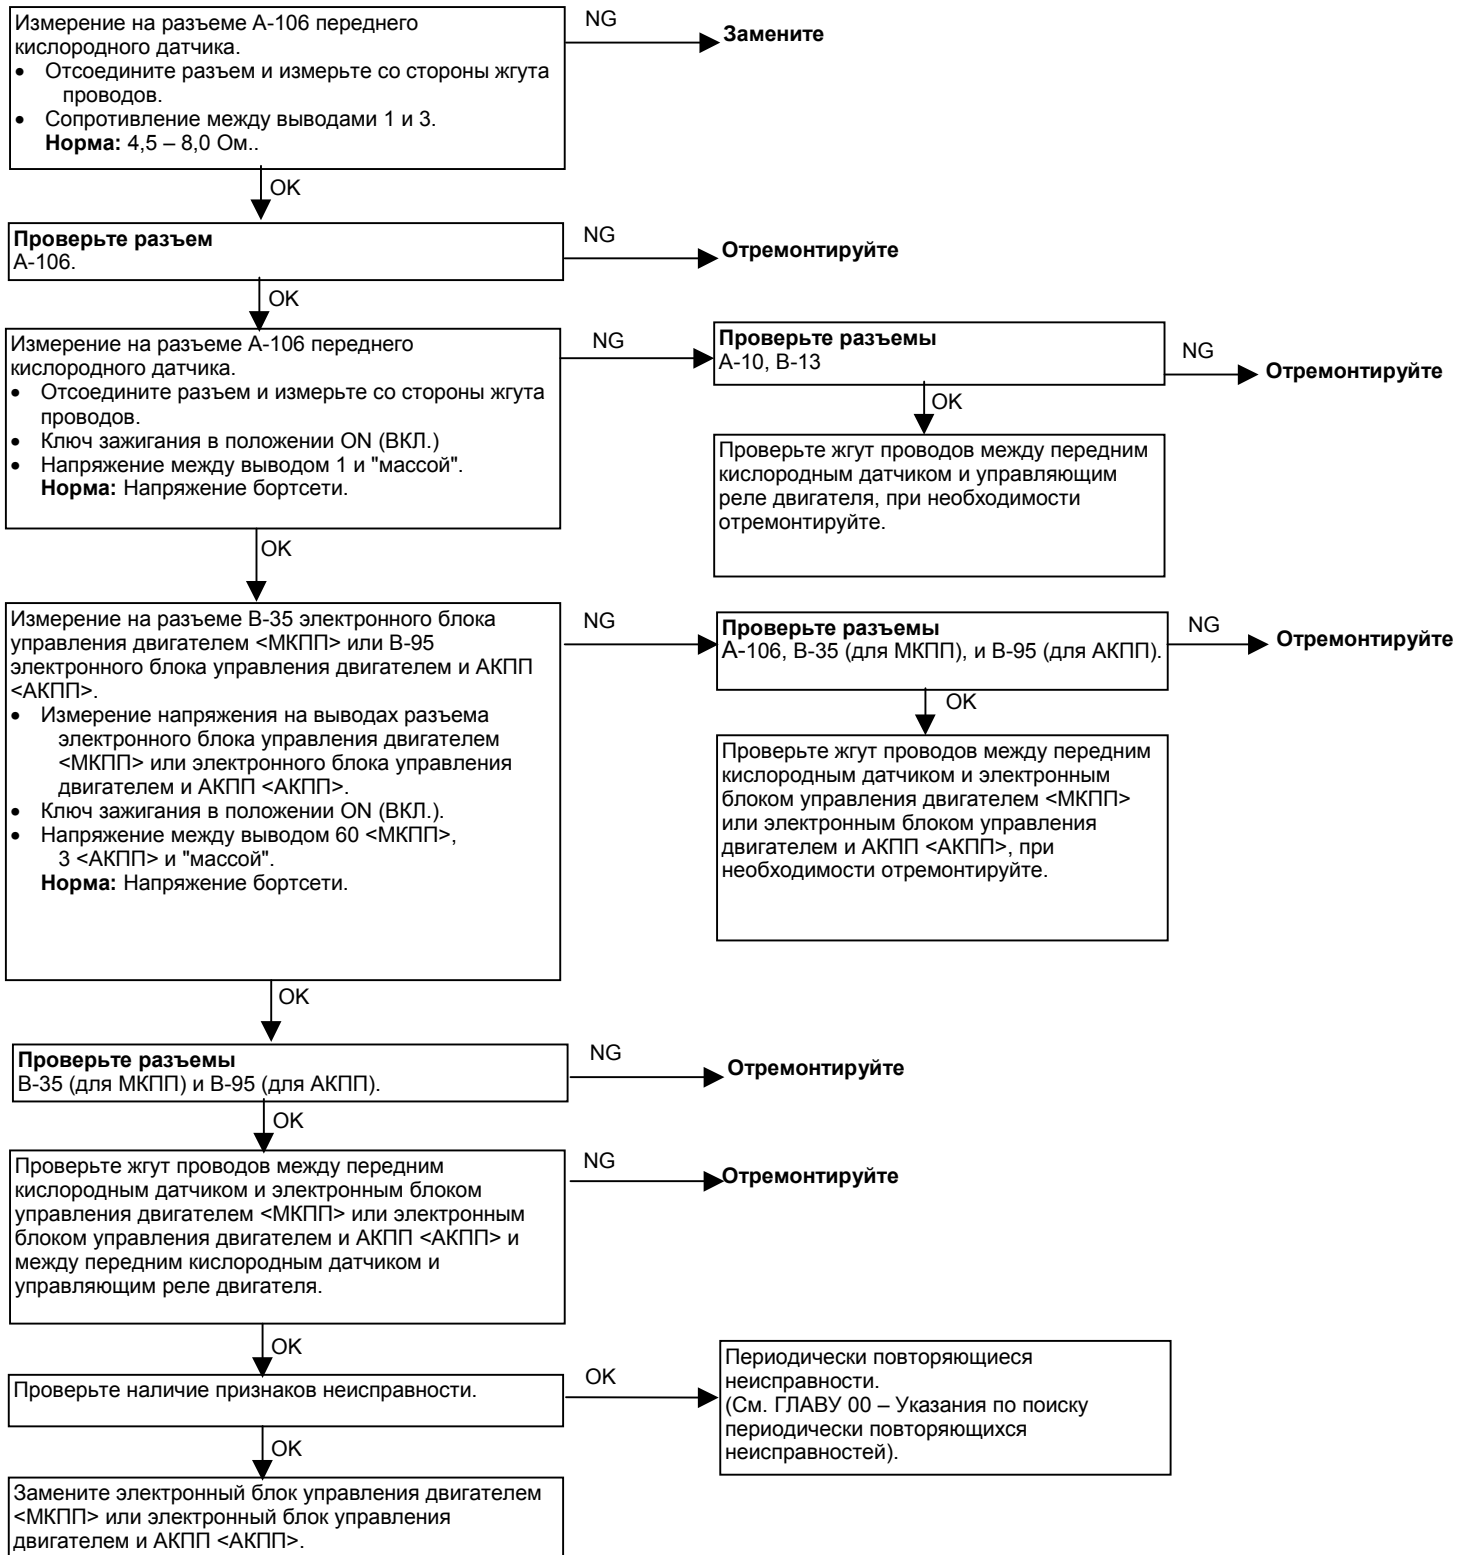 Измерение на разъеме А-106 переднего
кислородного датчика.
• Отсоедините разъем и измерьте со стороны жгута
проводов.
• Сопротивление между выводами 1 и 3.
Норма: 4,5 – 8,0 Ом..
NG
Замените
OK
Проверьте разъем
А-106.
NG
Отремонтируйте
OK
Измерение на разъеме А-106 переднего
кислородного датчика.
• Отсоедините разъем и измерьте со стороны жгута
проводов.
• Ключ зажигания в положении ON (ВКЛ.)
• Напряжение между выводом 1 и "массой".
Норма: Напряжение бортсети.
NG
Проверьте разъемы
А-10, В-13
NG
Отремонтируйте
OK
Проверьте жгут проводов между передним
кислородным датчиком и управляющим
реле двигателя, при необходимости
отремонтируйте.
OK
Измерение на разъеме В-35 электронного блока
управления двигателем <МКПП> или В-95
электронного блока управления двигателем и АКПП
<АКПП>.
• Измерение напряжения на выводах разъема
электронного блока управления двигателем
<МКПП> или электронного блока управления
двигателем и АКПП <АКПП>.
• Ключ зажигания в положении ON (ВКЛ.).
• Напряжение между выводом 60 <МКПП>,
3 <АКПП> и "массой".
Норма: Напряжение бортсети.
NG
Проверьте разъемы
А-106, В-35 (для МКПП), и В-95 (для АКПП).
NG
Отремонтируйте
OK
Проверьте жгут проводов между передним
кислородным датчиком и электронным
блоком управления двигателем <МКПП>
или электронным блоком управления
двигателем и АКПП <АКПП>, при
необходимости отремонтируйте.
OK
Проверьте разъемы
В-35 (для МКПП) и В-95 (для АКПП).
NG
Отремонтируйте
OK
Проверьте жгут проводов между передним
кислородным датчиком и электронным блоком
управления двигателем <МКПП> или электронным
блоком управления двигателем и АКПП <АКПП> и
между передним кислородным датчиком и
управляющим реле двигателя.
NG
Отремонтируйте
OK
Проверьте наличие признаков неисправности.
OK
Периодически повторяющиеся
неисправности.
(См. ГЛАВУ 00 – Указания по поиску
периодически повторяющихся
неисправностей).
OK
Замените электронный блок управления двигателем
<МКПП> или электронный блок управления
двигателем и АКПП <АКПП>.